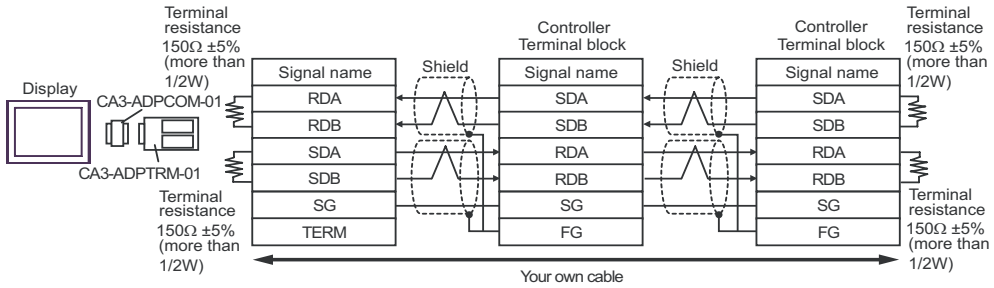 Terminal
resistance
150Ω ±5%
(more than
1/2W)
Controller
Terminal block
Controller
Terminal block
Terminal
resistance
150Ω ±5%
(more than
1/2W)
Display
CA3-ADPCOM-01
CA3-ADPTRM-01
Signal name
RDA
RDB
SDA
SDB
SG
TERM
Shield
Signal name
SDA
SDB
RDA
RDB
SG
FG
Shield
Signal name
SDA
SDB
RDA
RDB
SG
FG
Terminal
resistance
150Ω ±5%
(more than
1/2W)
Terminal
resistance
150Ω ±5%
(more than
1/2W)
Your own cable